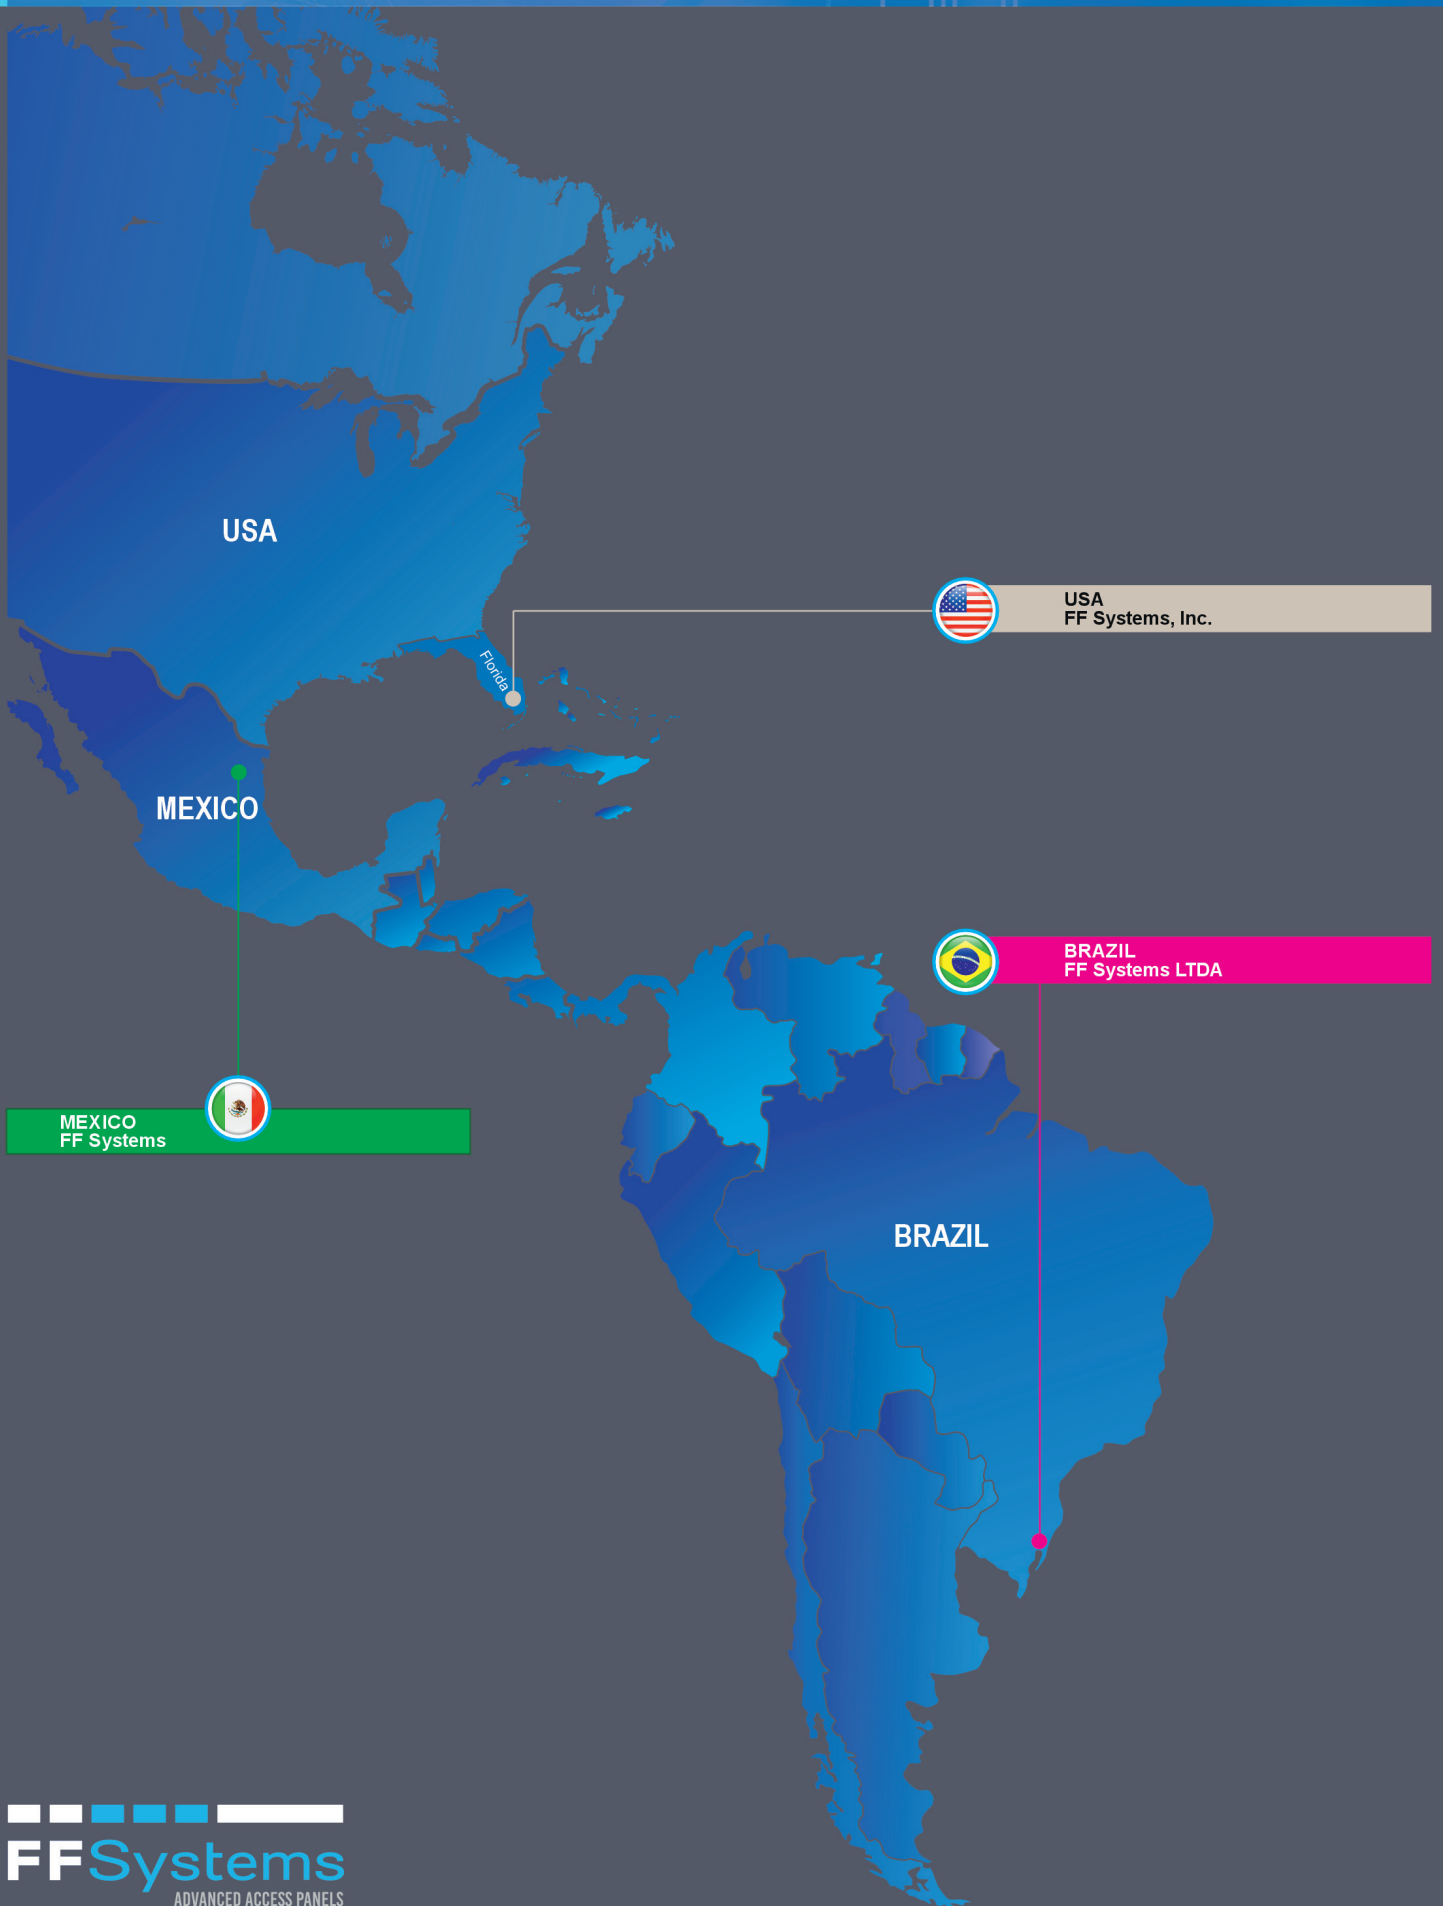 USA
USA
FF Systems, Inc.
Florida
MEXICO
BRAZIL
FF Systems LTDA
MEXICO
FF Systems
BRAZIL
FFSystems
ADVANCED ACCESS PANELS